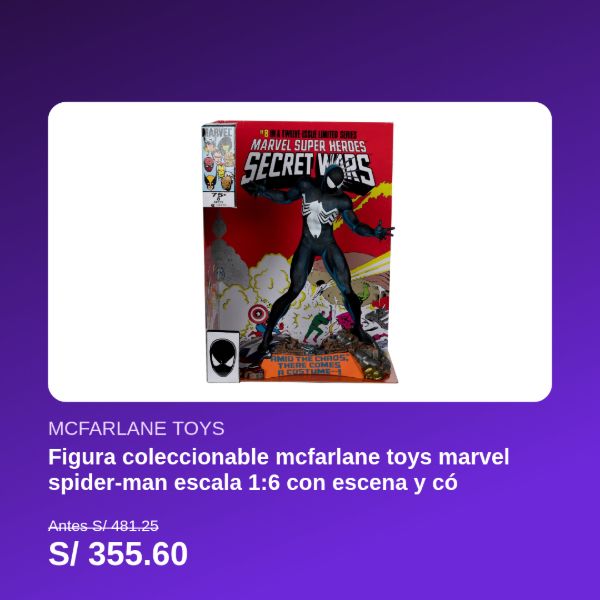 MARVEL
"8 IN A TWELVE ISSUE LIMITED SERIES
MARVEL SUPER HEROES
SECRET WARS
75¢
8
AMID THE CHAOS,
THERE COMES
A COSTUME--!
MCFARLANE TOYS
Figura coleccionable mcfarlane toys marvel
spider-man escala 1:6 con escena y có
Antes S/ 481.25
S/ 355.60